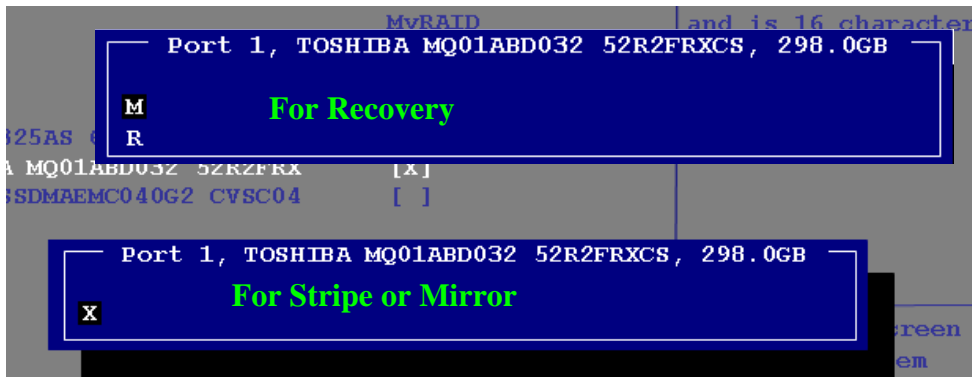 MyRAID and is 16 character
Port 1, TOSHIBA MQ01ABD032 52R2FRXCS, 298.0GB
M For Recovery
325AS
R
A MQ01ABD032 52R2FRX [X]
SSDMAEMC040G2 CVSC04 [ ]
Port 1, TOSHIBA MQ01ABD032 52R2FRXCS, 298.0GB
For Stripe or Mirror
X
creen
em